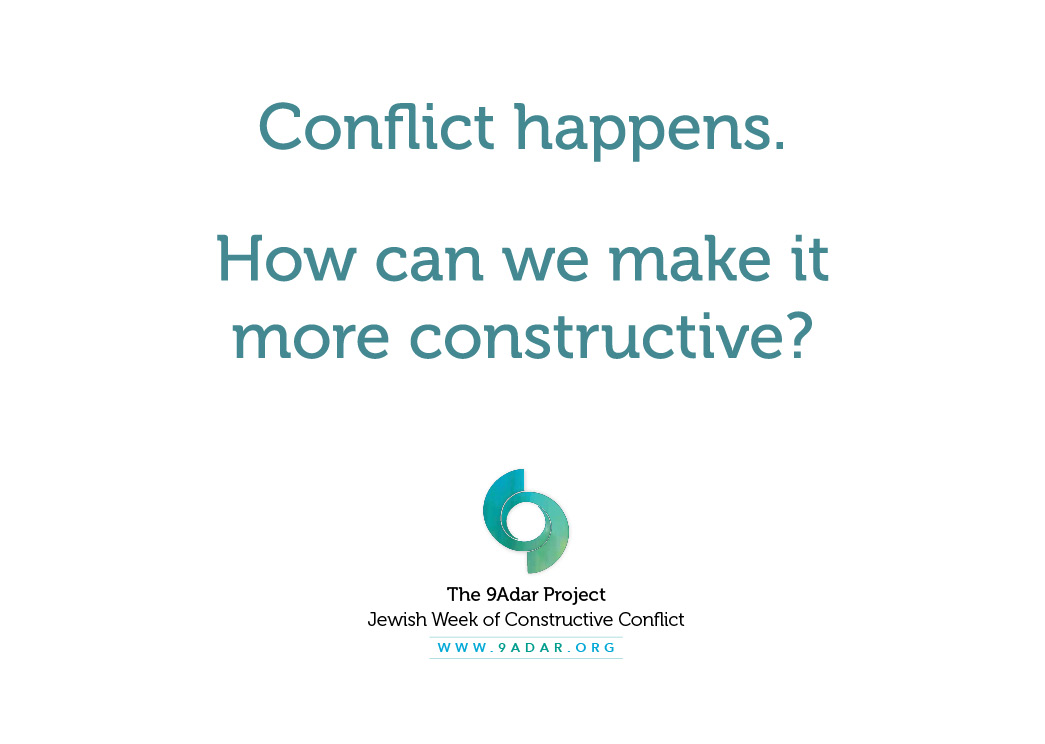 Conflict happens.
How can we make it
more constructive?
The 9Adar Project
Jewish Week of Constructive Conflict
WWW.9ADAR.ORG